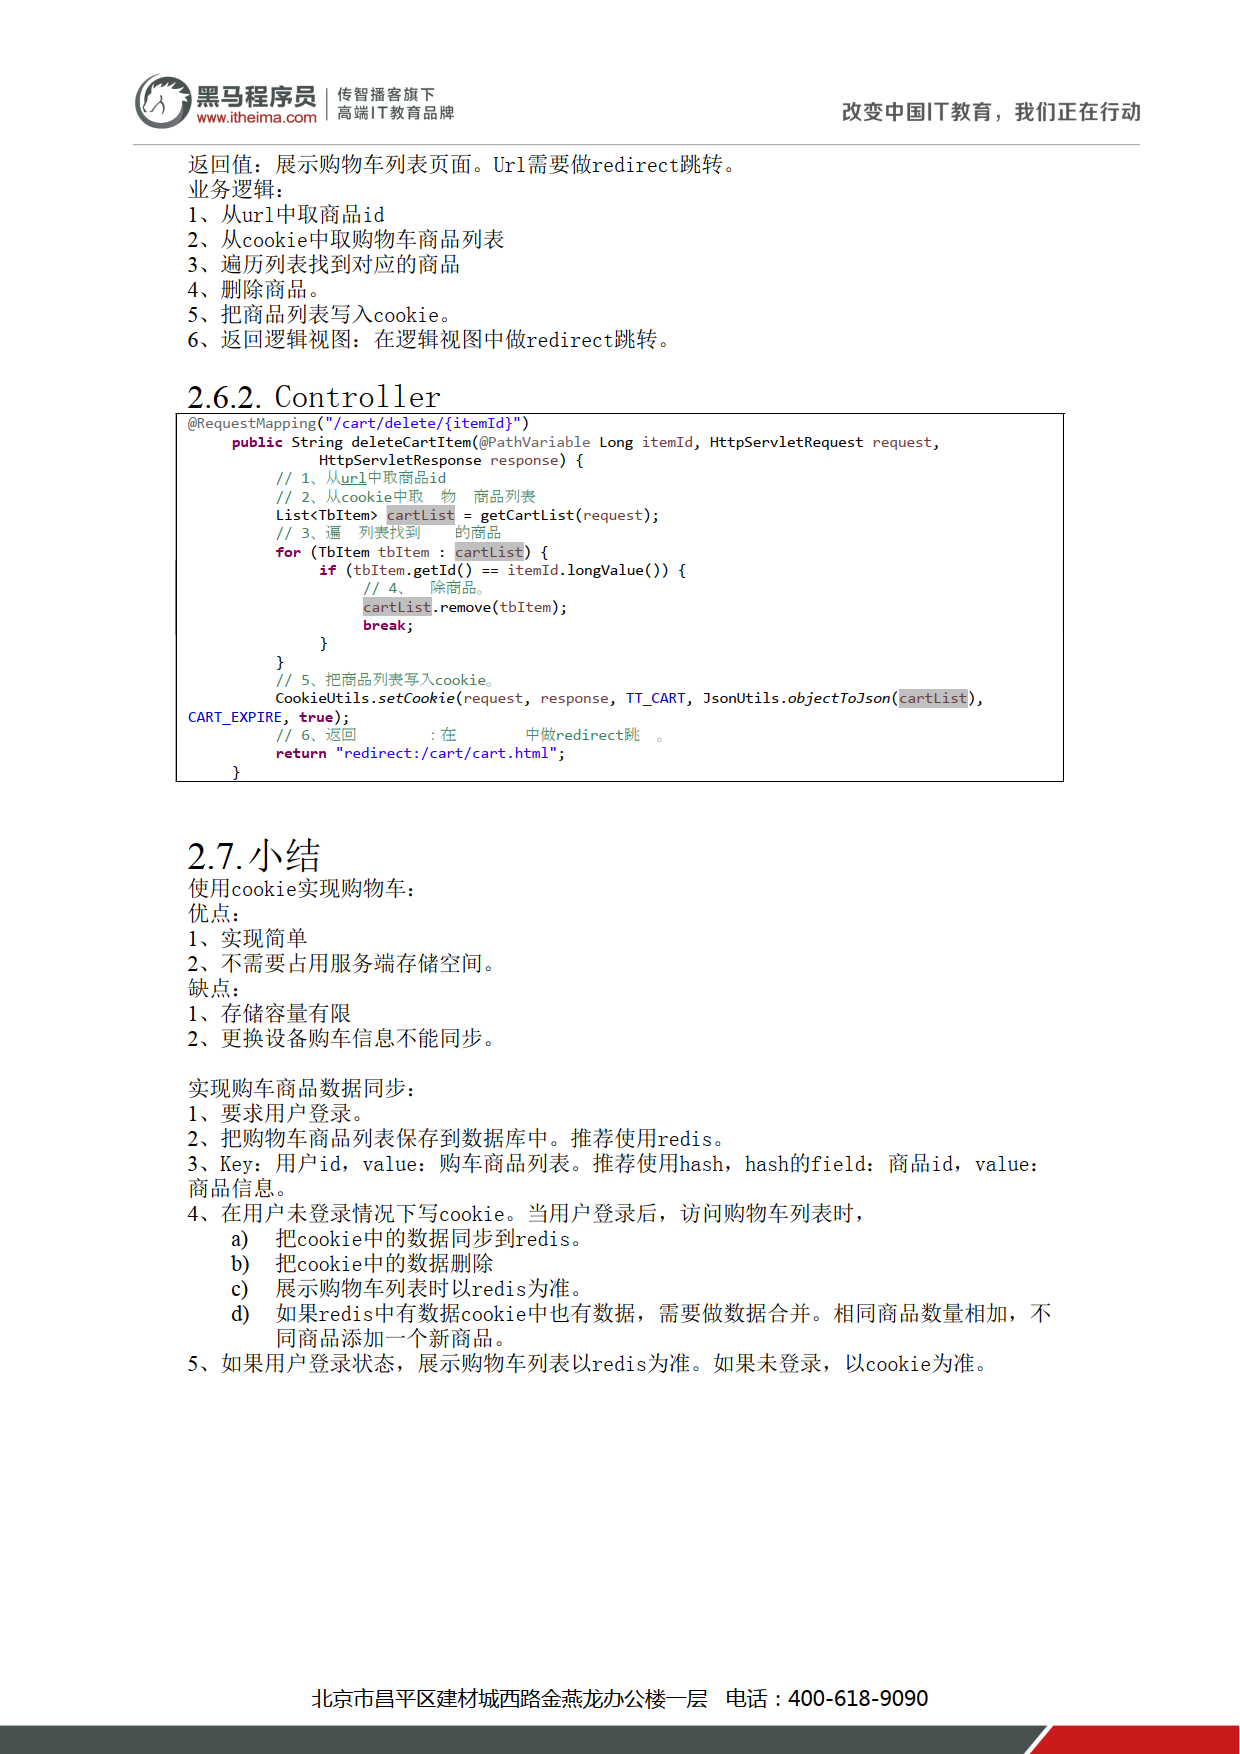 黑马程序员
www.itheima.com
传智播客旗下
高端IT教育品牌
改变中国IT教育，我们正在行动
返回值：展示购物车列表页面。Url需要做redirect跳转。
业务逻辑：
1、从url中取商品id
2、从cookie中取购物车商品列表
3、遍历列表找到对应的商品
4、删除商品。
5、把商品列表写入cookie。
6、返回逻辑视图：在逻辑视图中做redirect跳转。
2.6.2. Controller
@RequestMapping("/cart/delete/{itemId}")
public String deleteCartItem(@PathVariable Long itemId, HttpServletRequest request,
HttpServletResponse response) {
// 1、从url中取商品id
// 2、从cookie中取 物 商品列表
List<TbItem> cartList = getCartList(request);
// 3、遍 列表找到 的商品
for (TbItem tbItem : cartList) {
if (tbItem.getId() == itemId.longValue()) {
// 4、 除商品。
cartList.remove(tbItem);
break;
}
}
// 5、把商品列表写入cookie。
CookieUtils.setCookie(request, response, TT_CART, JsonUtils.objectToJson(cartList),
CART_EXPIRE, true);
// 6、返回 ：在 中做redirect跳 。
return "redirect:/cart/cart.html";
}
2.7.小结
使用cookie实现购物车：
优点：
1、实现简单
2、不需要占用服务端存储空间。
缺点：
1、存储容量有限
2、更换设备购车信息不能同步。
实现购车商品数据同步：
1、要求用户登录。
2、把购物车商品列表保存到数据库中。推荐使用redis。
3、Key：用户id，value：购车商品列表。推荐使用hash，hash的field：商品id，value：
商品信息。
4、在用户未登录情况下写cookie。当用户登录后，访问购物车列表时，
a) 把cookie中的数据同步到redis。
b) 把cookie中的数据删除
c) 展示购物车列表时以redis为准。
d) 如果redis中有数据cookie中也有数据，需要做数据合并。相同商品数量相加，不
同商品添加一个新商品。
5、如果用户登录状态，展示购物车列表以redis为准。如果未登录，以cookie为准。
北京市昌平区建材城西路金燕龙办公楼一层 电话：400-618-9090